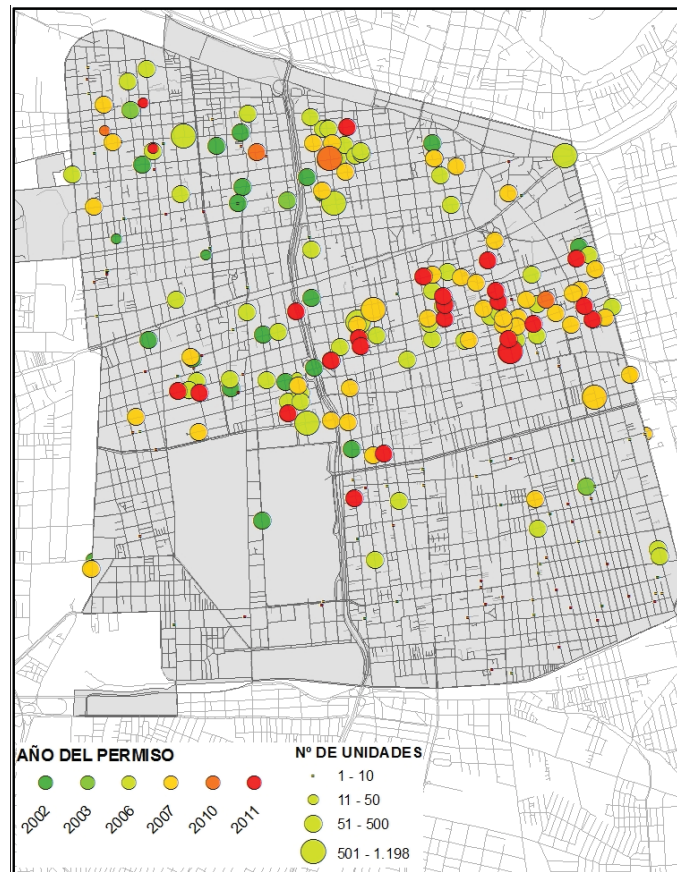 AÑO DEL PERMISO
2002 2003 2006 2007 2010 2011
Nº DE UNIDADES
1 - 10
11 - 50
51 - 500
501 - 1.198